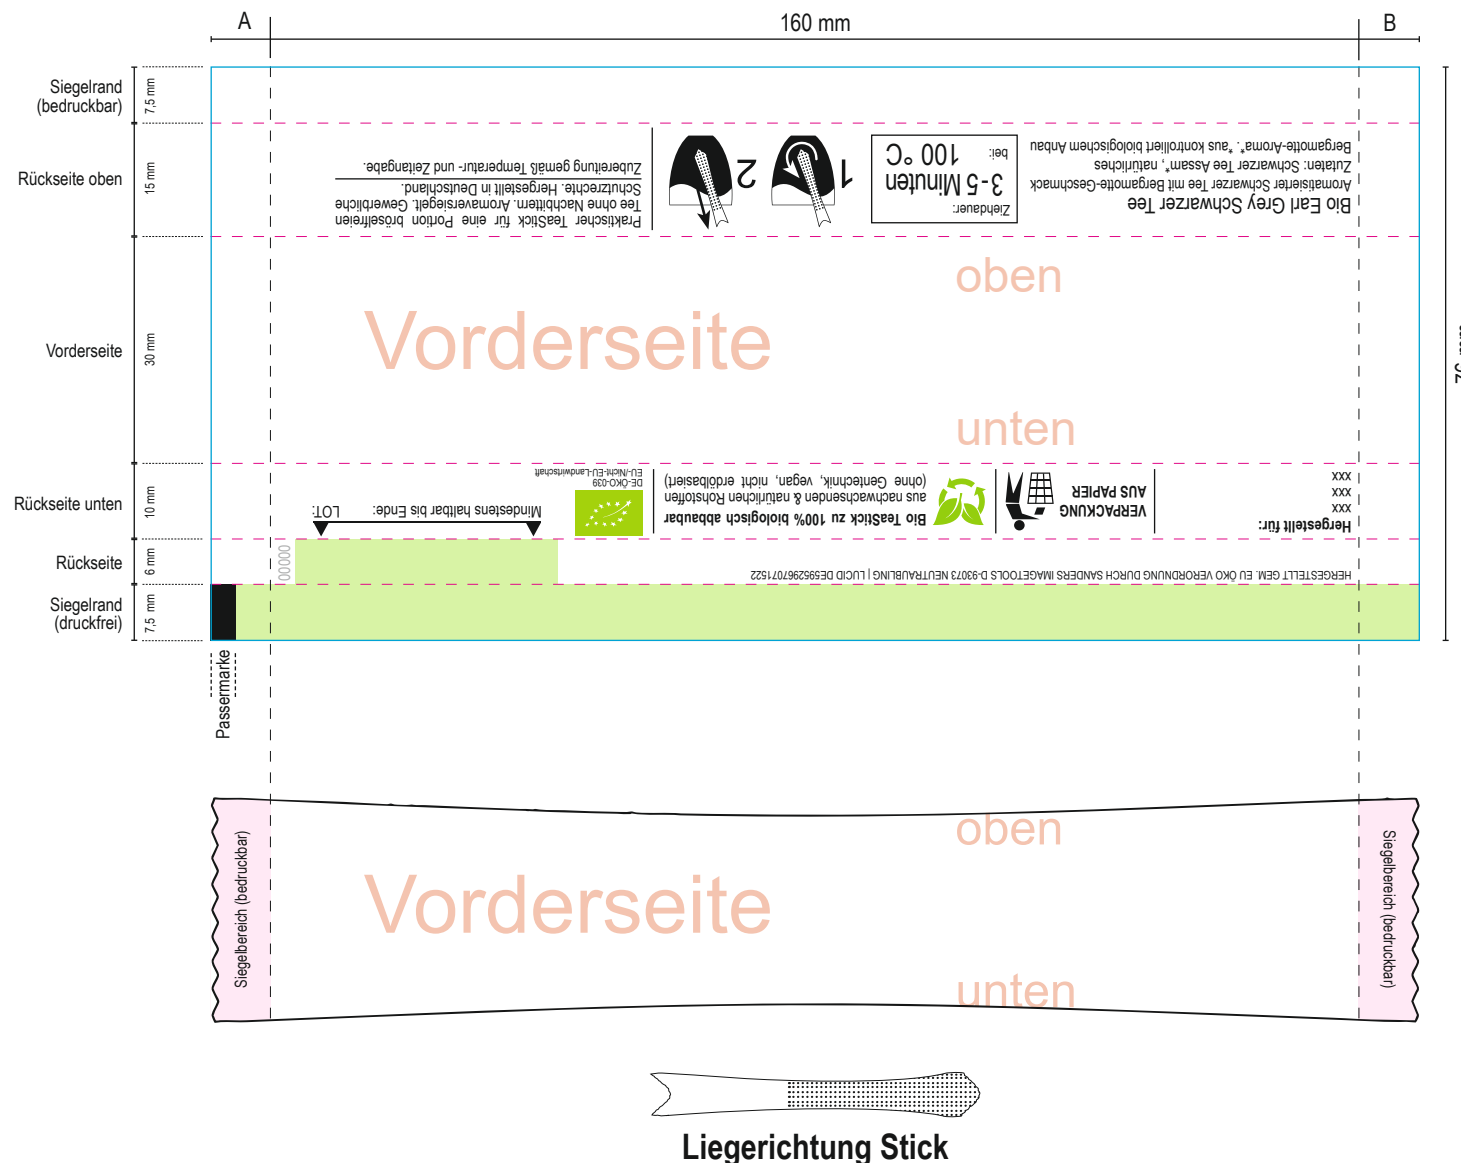 A
160 mm
B
Siegelrand
(bedruckbar)
7,5 mm
Rückseite oben
15 mm
Bio Earl Grey Schwarzer Tee
Aromatisierter Schwarzer Tee mit Bergamotte-Geschmack
Zutaten: Schwarzer Tee Assam*, natürliches
Bergamotte-Aroma*. *aus kontrolliert biologischem Anbau
Ziehdauer:
3-5 Minuten
bei:
100 °C
1
2
Praktischer TeaStick für eine Portion bröselfreien
Tee ohne Nachbittern. Aromaversiegelt. Gewerbliche
Schutzrechte. Hergestellt in Deutschland.
Zubereitung gemäß Temperatur- und Zeitangabe.
Vorderseite
30 mm
oben
Vorderseite
unten
Rückseite unten
10 mm
Hergestellt für:
xxx
xxx
xxx
VERPACKUNG
AUS PAPIER
Bio TeaStick zu 100% biologisch abbaubar
aus nachwachsenden & natürlichen Rohstoffen
(ohne Gentechnik, vegan, nicht erdölbasiert)
DE-ÖKO-039
EU-/Nicht-EU-Landwirtschaft
Mindestens haltbar bis Ende:
LOT:
Rückseite
6 mm
00000
HERGESTELLT GEM. EU ÖKO VERORDNUNG DURCH SANDERS IMAGETOOLS D-93073 NEUTRAUBLING | LUCID DE5952967071522
Siegelrand
(druckfrei)
7,5 mm
Passermarke
Siegelbereich (bedruckbar)
oben
Vorderseite
unten
Siegelbereich (bedruckbar)
Liegerichtung Stick